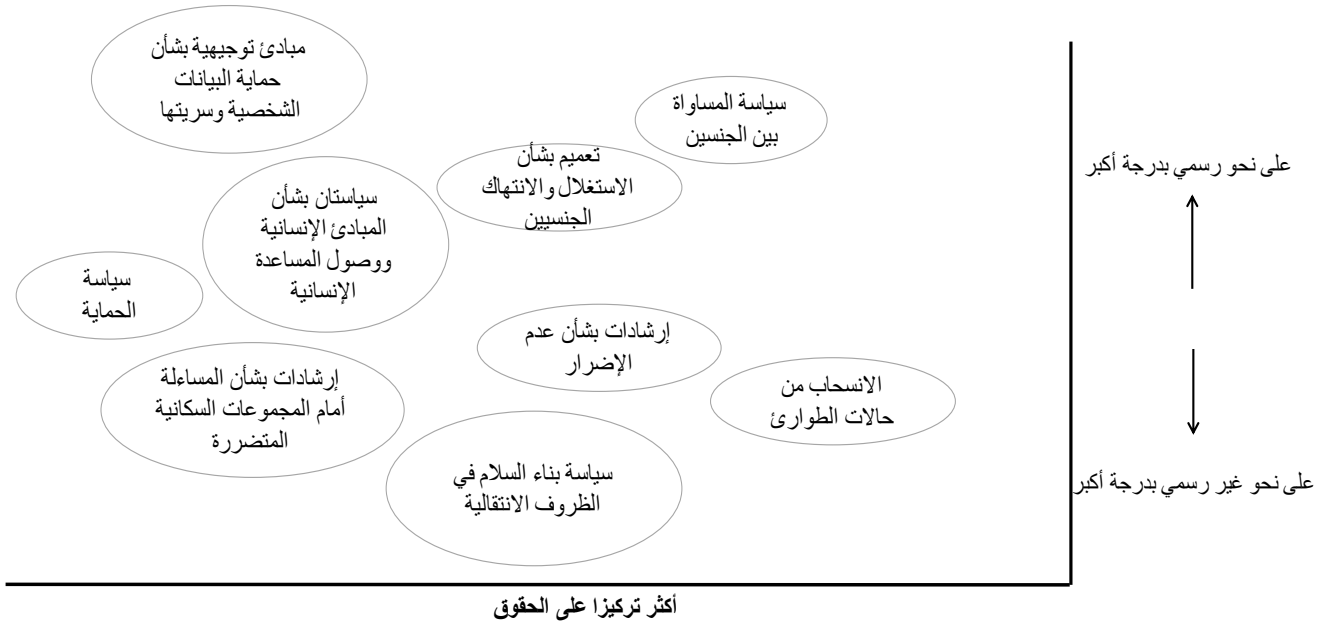 مبادئ توجيهية بشأن
حماية البيانات
الشخصية وسريتها
سياسة المساواة
بين الجنسين
تعميم بشأن
الاستغلال والانتهاك
الجنسيين
على نحو رسمي بدرجة أكبر
سياستان بشأن
المبادئ الإنسانية
ووصول المساعدة
الإنسانية
سياسة
الحماية
إرشادات بشأن عدم
الإضرار
إرشادات بشأن المساءلة
أمام المجموعات السكانية
المتضررة
الانسحاب من
حالات الطوارئ
سياسة بناء السلام في
الظروف الانتقالية
على نحو غير رسمي بدرجة أكبر
أكثر تركيزا على الحقوق